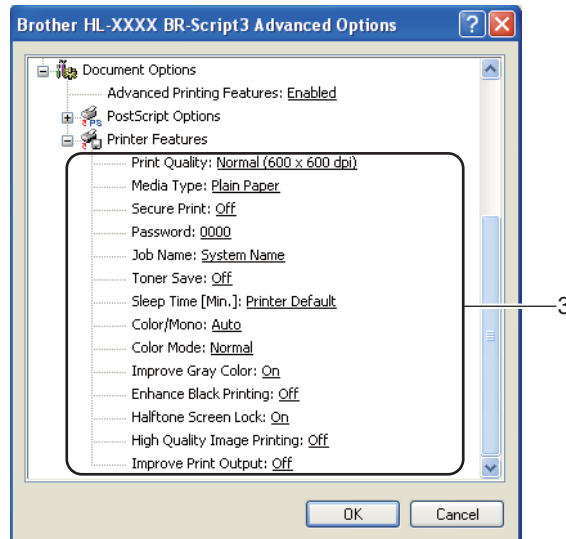 Brother HL-XXXX BR-Script3 Advanced Options
Document Options
Advanced Printing Features: Enabled
PostScript Options
Printer Features
Print Quality: Normal (600 x 600 dpi)
Media Type: Plain Paper
Secure Print: Off
Password: 0000
Job Name: System Name
Toner Save: Off
Sleep Time [Min.]: Printer Default
Color/Mono: Auto
Color Mode: Normal
Improve Gray Color: On
Enhance Black Printing: Off
Halftone Screen Lock: On
High Quality Image Printing: Off
Improve Print Output: Off
3
OK Cancel